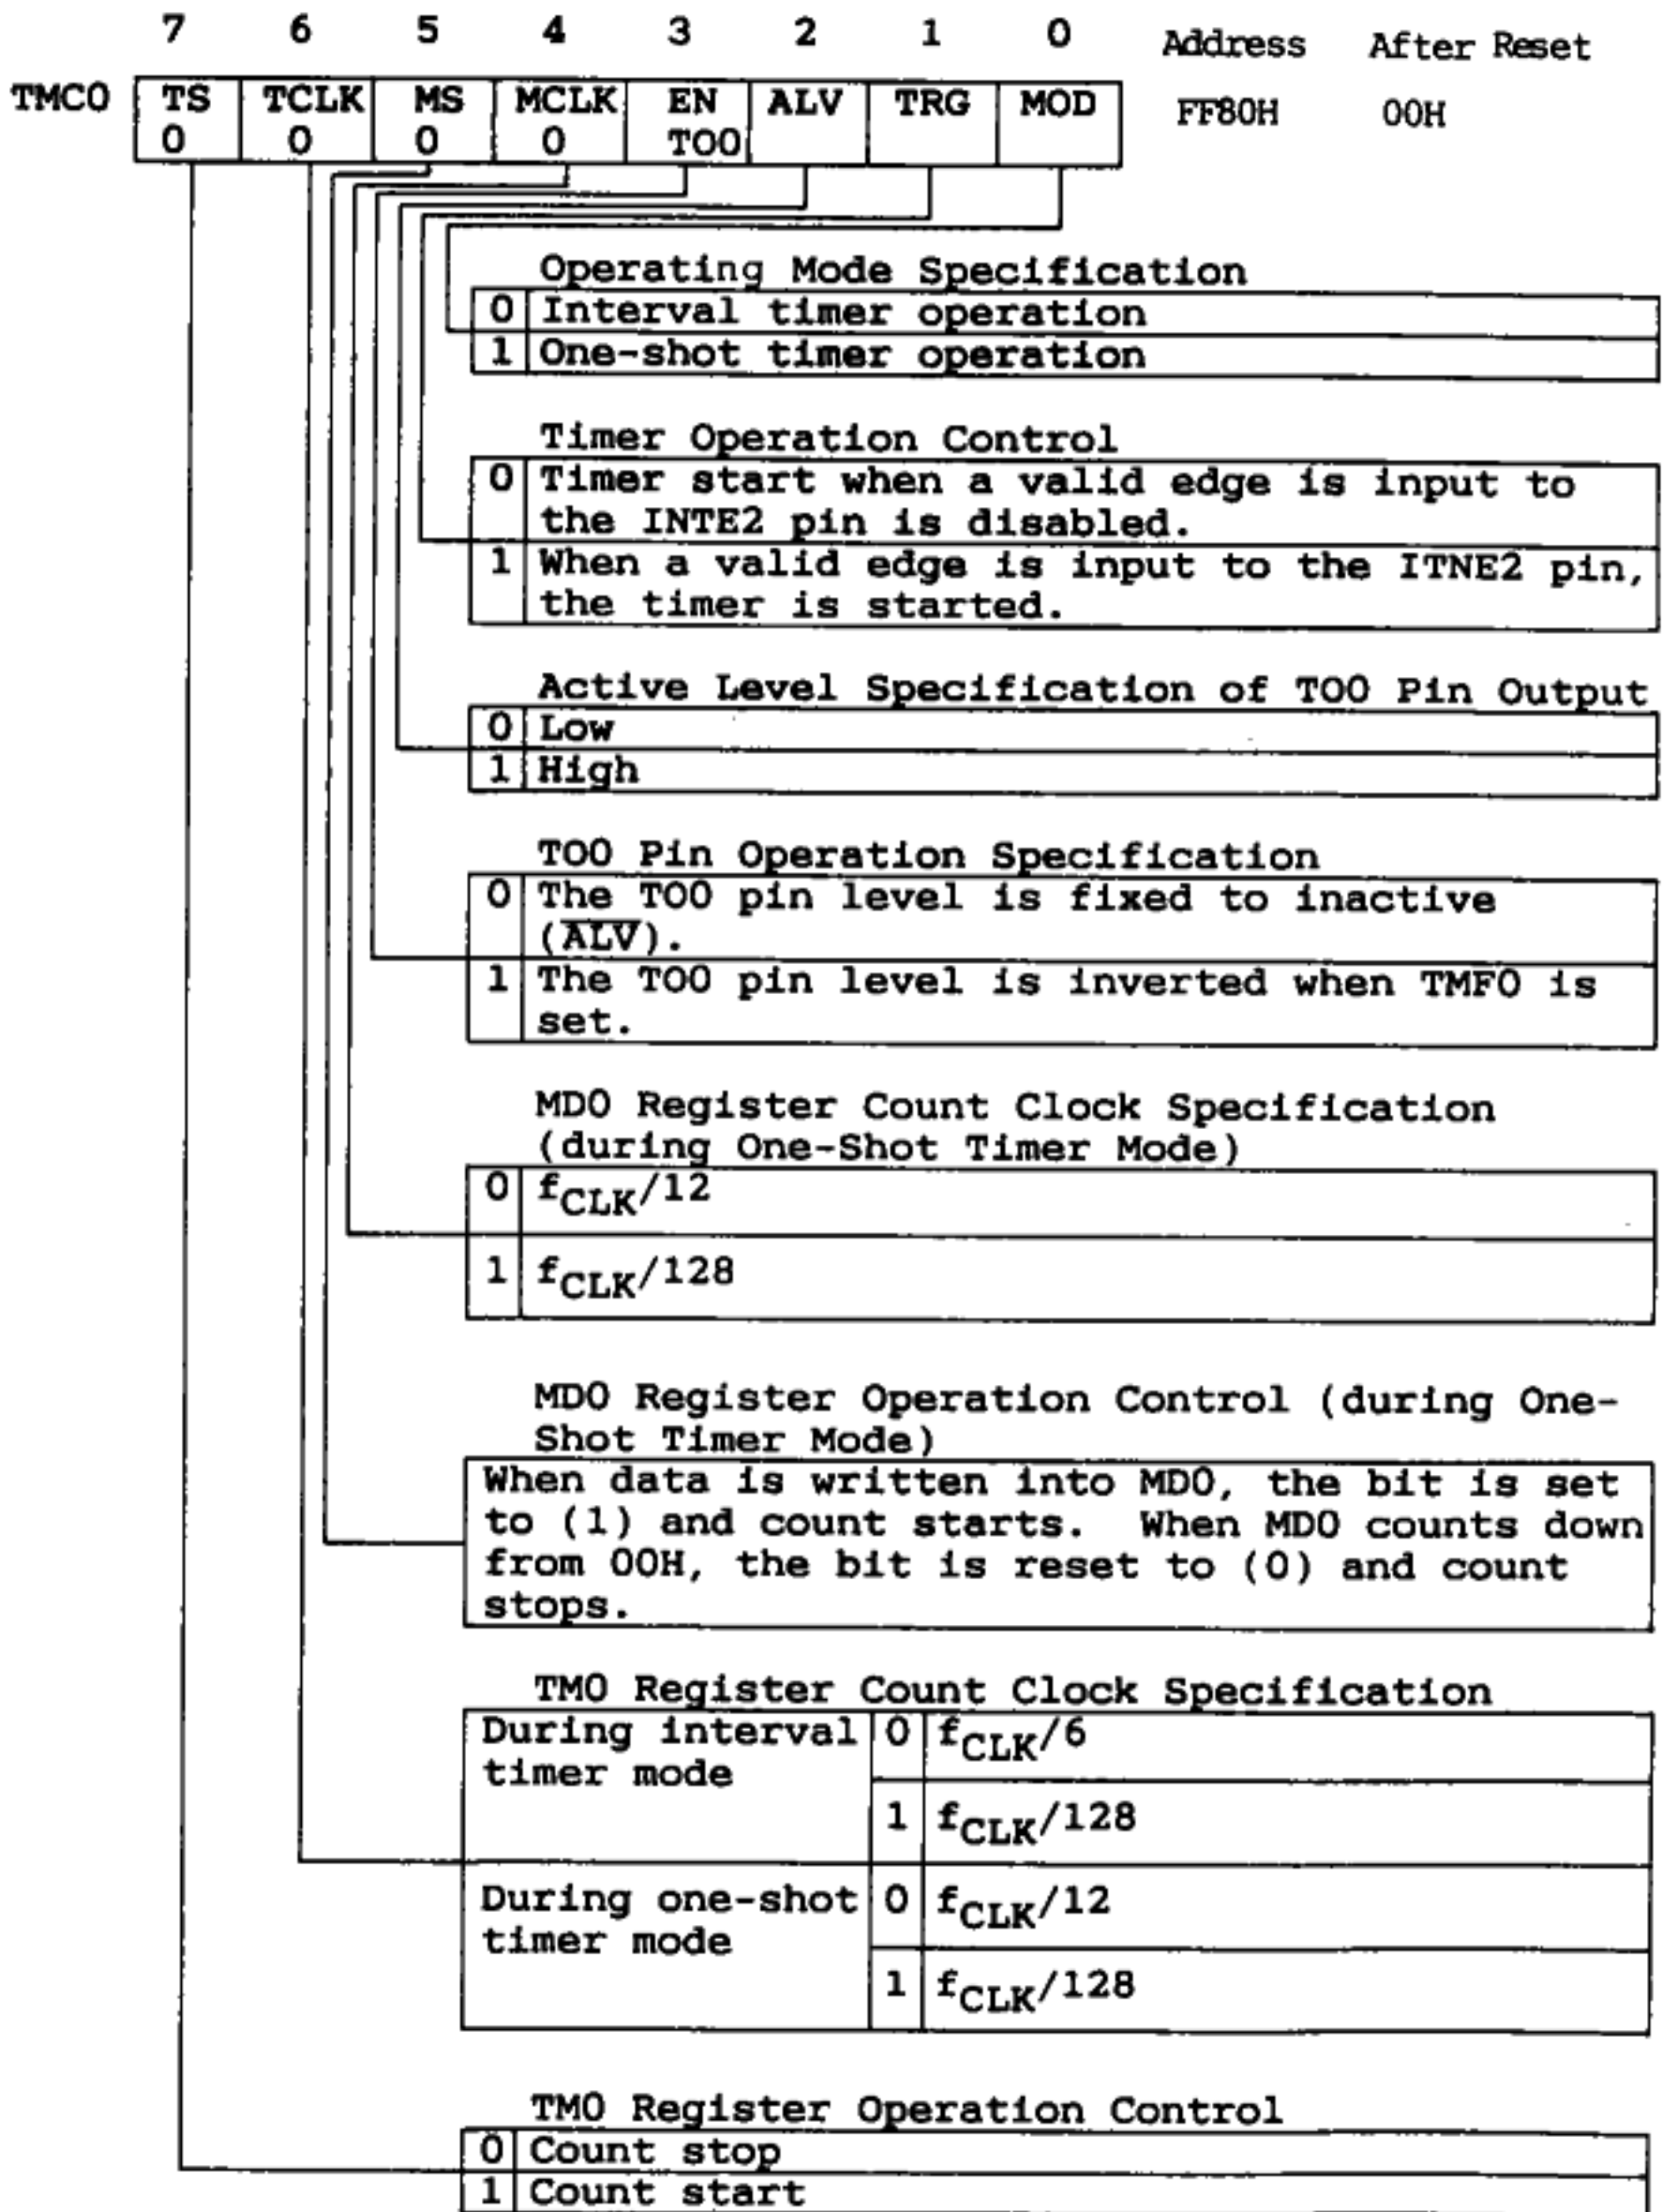 7 6 5 4 3 2 1 0 Address After Reset
TMC0 TS TCLK MS MCLK EN ALV TRG MOD FF80H 00H
0 0 0 0 TO0
Operating Mode Specification
0 Interval timer operation
1 One-shot timer operation
Timer Operation Control
0 Timer start when a valid edge is input to
the INTE2 pin is disabled.
1 When a valid edge is input to the ITNE2 pin,
the timer is started.
Active Level Specification of TO0 Pin Output
0 Low
1 High
TO0 Pin Operation Specification
0 The TO0 pin level is fixed to inactive
(A̅L̅V̅).
1 The TO0 pin level is inverted when TMF0 is
set.
MD0 Register Count Clock Specification
(during One-Shot Timer Mode)
0 fCLK/12
1 fCLK/128
MD0 Register Operation Control (during One-
Shot Timer Mode)
When data is written into MD0, the bit is set
to (1) and count starts. When MD0 counts down
from 00H, the bit is reset to (0) and count
stops.
TM0 Register Count Clock Specification
During interval 0 fCLK/6
timer mode
1 fCLK/128
During one-shot 0 fCLK/12
timer mode
1 fCLK/128
TM0 Register Operation Control
0 Count stop
1 Count start